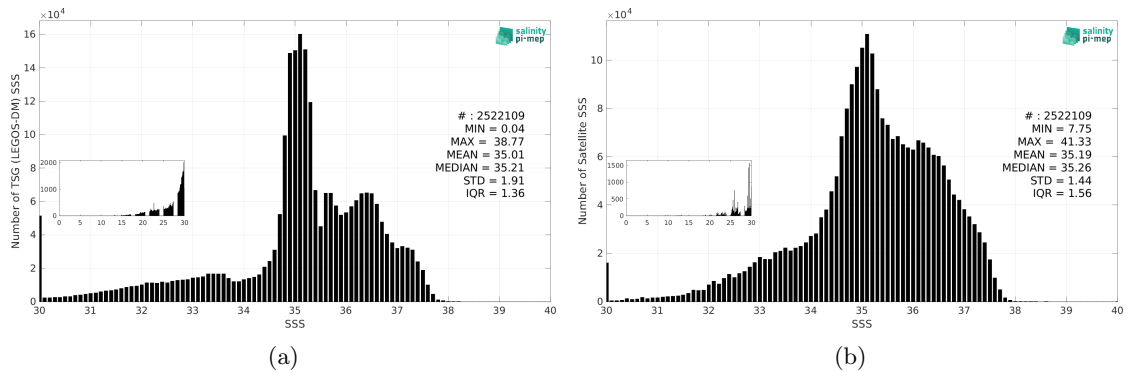 ×10⁴
16
14
12
10
8
6
4
2
0
Number of TSG (LEGOS-DM) SSS
salinity
pi-mep
# : 2522109
MIN = 0.04
MAX = 38.77
MEAN = 35.01
MEDIAN = 35.21
STD = 1.91
IQR = 1.36
2000
1000
0
0 5 10 15 20 25 30
30 31 32 33 34 35 36 37 38 39 40
SSS
(a)
×10⁴
10
8
6
4
2
0
Number of Satellite SSS
salinity
pi-mep
# : 2522109
MIN = 7.75
MAX = 41.33
MEAN = 35.19
MEDIAN = 35.26
STD = 1.44
IQR = 1.56
1500
1000
500
0
0 5 10 15 20 25 30
30 31 32 33 34 35 36 37 38 39 40
SSS
(b)